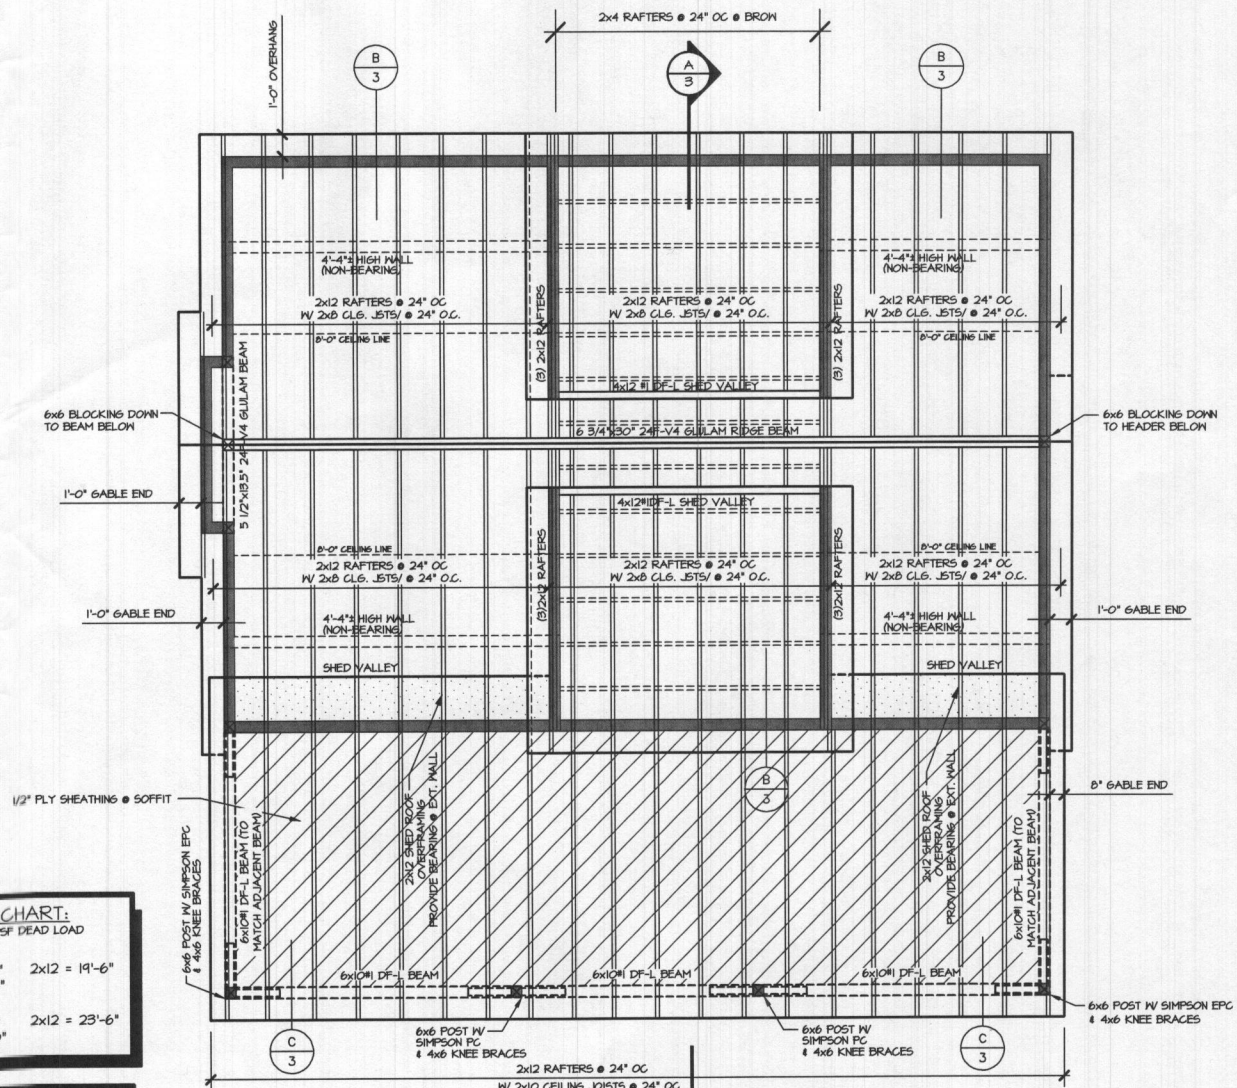 2x4 RAFTERS @ 24" OC @ BROW
1'-0" OVERHANG
B
3
A
3
B
3
4'-4"± HIGH WALL
(NON-BEARING)
4'-4"± HIGH WALL
(NON-BEARING)
2x12 RAFTERS @ 24" OC
W/ 2x8 CLG. JSTS/ @ 24" O.C.
(3) 2x12 RAFTERS
2x12 RAFTERS @ 24" OC
W/ 2x8 CLG. JSTS/ @ 24" O.C.
(3) 2x12 RAFTERS
2x12 RAFTERS @ 24" OC
W/ 2x8 CLG. JSTS/ @ 24" O.C.
8'-0" CEILING LINE
8'-0" CEILING LINE
4x12 #1 DF-L SHED VALLEY
6x6 BLOCKING DOWN
TO BEAM BELOW
5 1/2"x13.5" 24F-V4 GLULAM BEAM
6 3/4"x30" 24F-V4 GLULAM RIDGE BEAM
6x6 BLOCKING DOWN
TO HEADER BELOW
1'-0" GABLE END
4x12#1DF-L SHED VALLEY
8'-0" CEILING LINE
2x12 RAFTERS @ 24" OC
W/ 2x8 CLG. JSTS/ @ 24" O.C.
(3)2x12 RAFTERS
2x12 RAFTERS @ 24" OC
W/ 2x8 CLG. JSTS/ @ 24" O.C.
(3)2x12 RAFTERS
8'-0" CEILING LINE
2x12 RAFTERS @ 24" OC
W/ 2x8 CLG. JSTS/ @ 24" O.C.
1'-0" GABLE END
4'-4"± HIGH WALL
(NON-BEARING)
4'-4"± HIGH WALL
(NON-BEARING)
1'-0" GABLE END
SHED VALLEY
SHED VALLEY
1/2" PLY SHEATHING @ SOFFIT
B
3
8" GABLE END
6x6 POST W/ SIMPSON EPC
& 4x6 KNEE BRACES
6x10#1 DF-L BEAM (TO
MATCH ADJACENT BEAM)
2x12 SHED ROOF
OVERFRAMING
PROVIDE BEARING @ EXT. WALL
2x12 SHED ROOF
OVERFRAMING
PROVIDE BEARING @ EXT. WALL
6x10#1 DF-L BEAM (TO
MATCH ADJACENT BEAM)
CHART:
SF DEAD LOAD
2x12 = 19'-6"
2x12 = 23'-6"
6x10#1 DF-L BEAM
6x10#1 DF-L BEAM
6x10#1 DF-L BEAM
C
3
6x6 POST W/
SIMPSON PC
& 4x6 KNEE BRACES
6x6 POST W/
SIMPSON PC
& 4x6 KNEE BRACES
C
3
6x6 POST W/ SIMPSON EPC
& 4x6 KNEE BRACES
2x12 RAFTERS @ 24" OC
W/ 2x10 CEILING JOISTS @ 24" OC